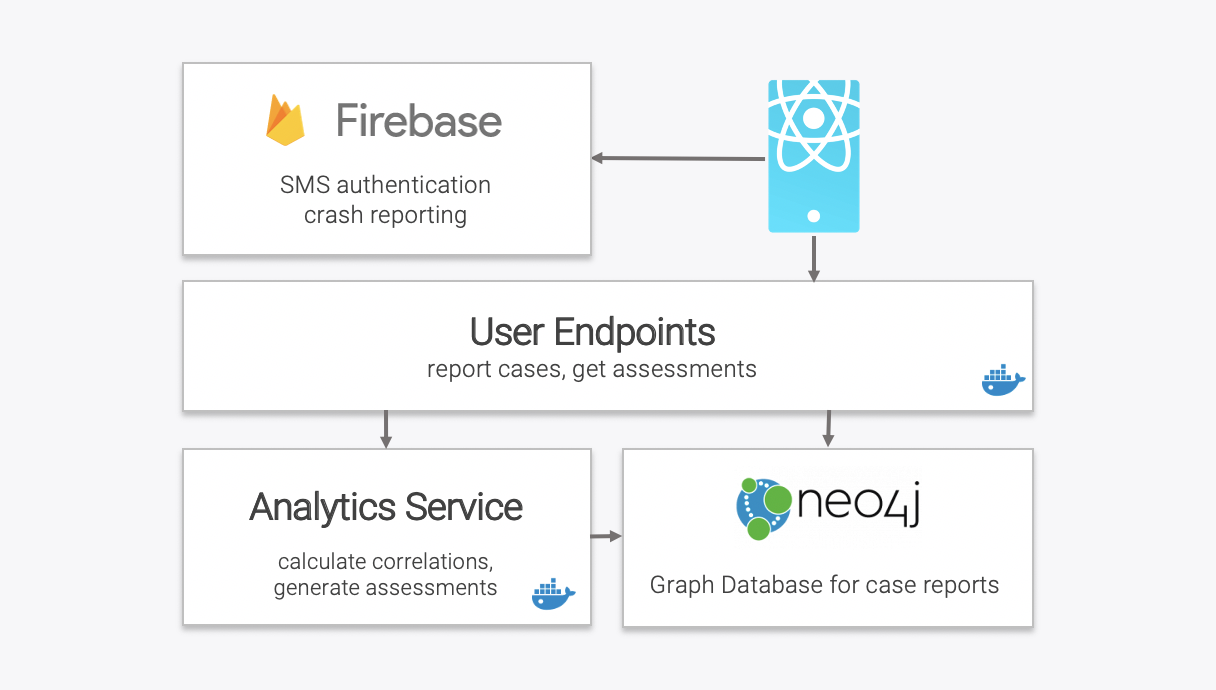 Firebase
SMS authentication
crash reporting
User Endpoints
report cases, get assessments
Analytics Service
calculate correlations,
generate assessments
neo4j
Graph Database for case reports